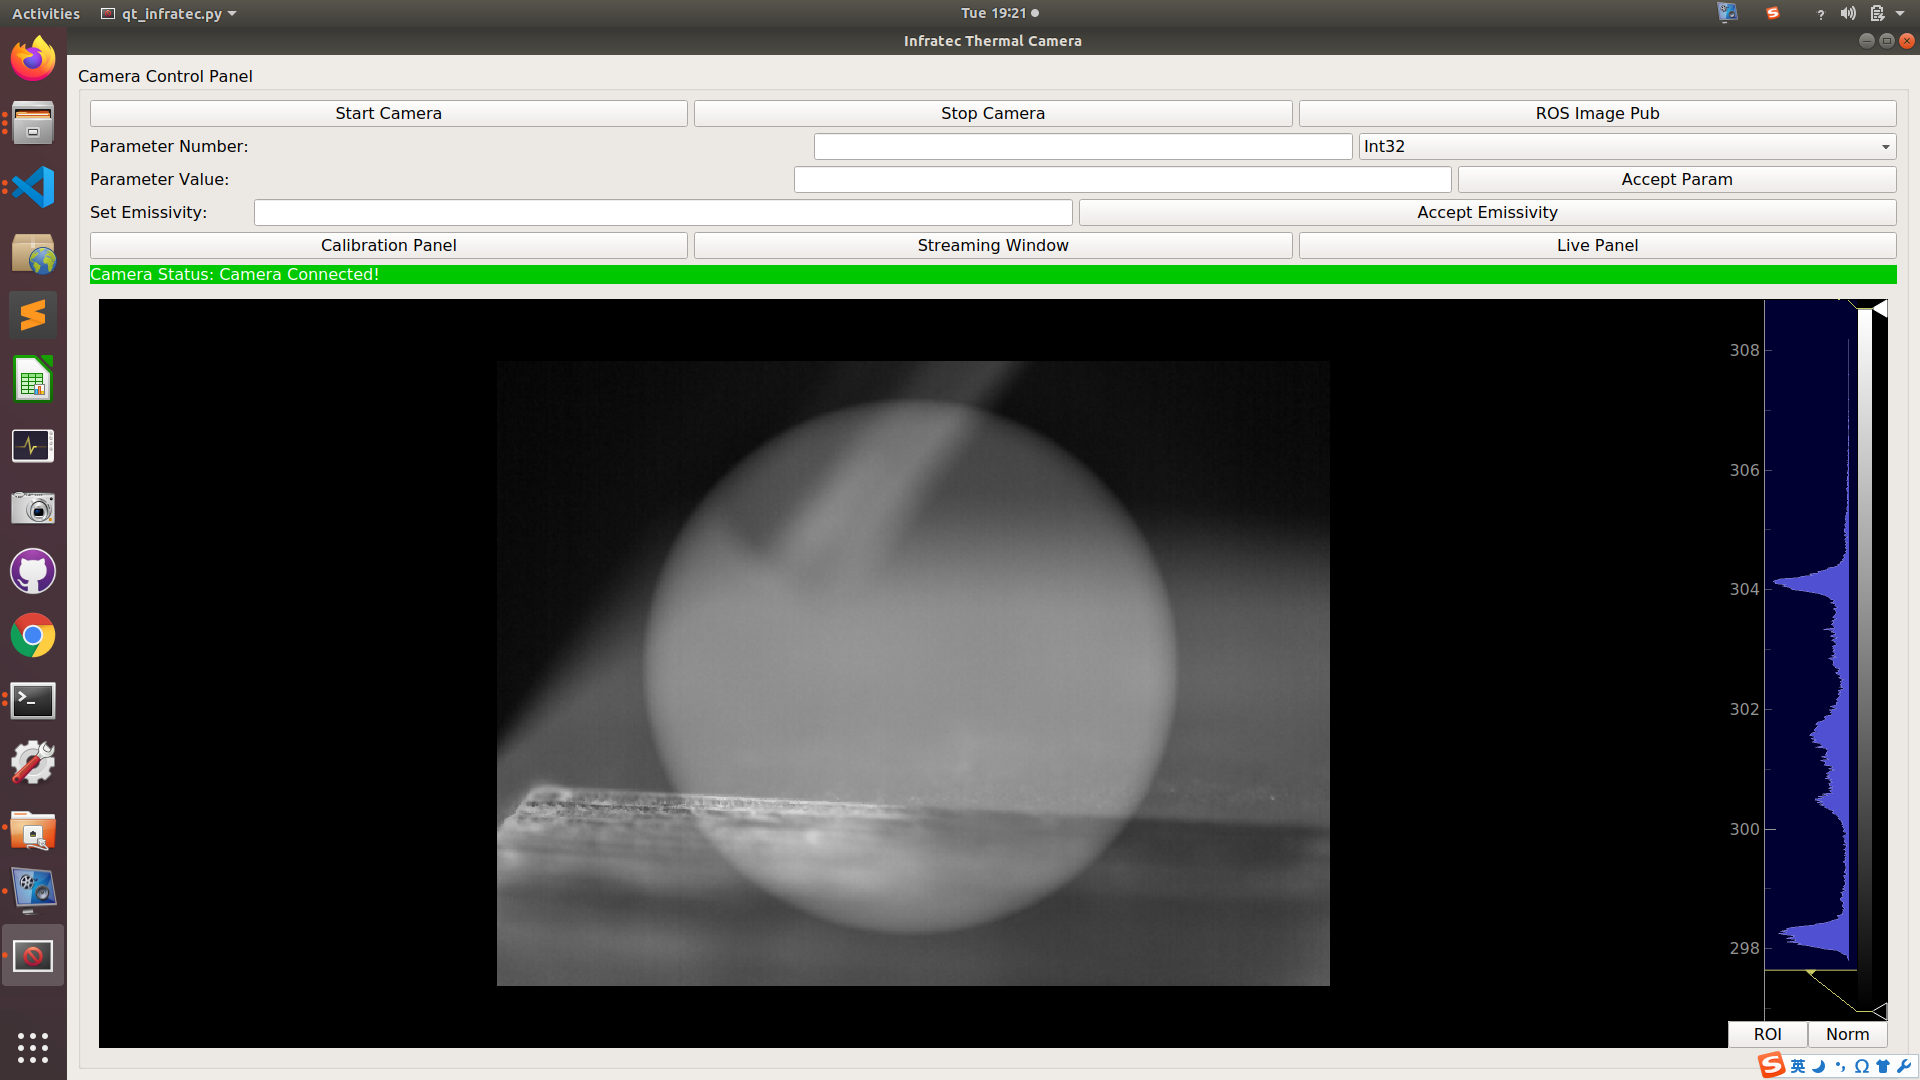 Activities qt_infratec.py Tue 19:21 ?
Infratec Thermal Camera
Camera Control Panel
Start Camera Stop Camera ROS Image Pub
Parameter Number: Int32
Parameter Value: Accept Param
Set Emissivity: Accept Emissivity
Calibration Panel Streaming Window Live Panel
Camera Status: Camera Connected!
308
306
304
302
300
298
ROI Norm
S 英